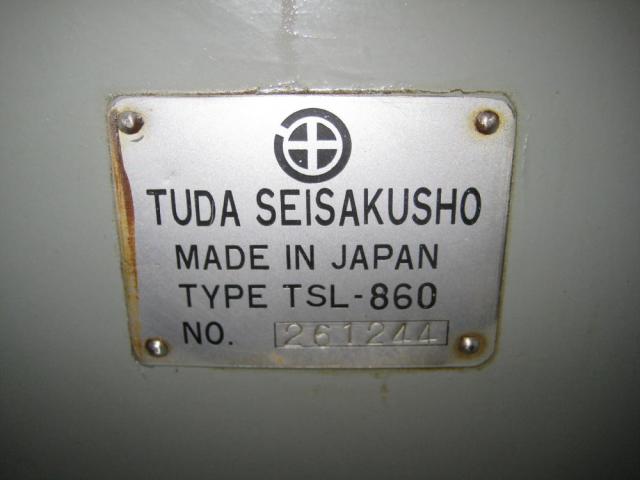 TUDA SEISAKUSHO
MADE IN JAPAN
TYPE TSL-860
NO. 261244